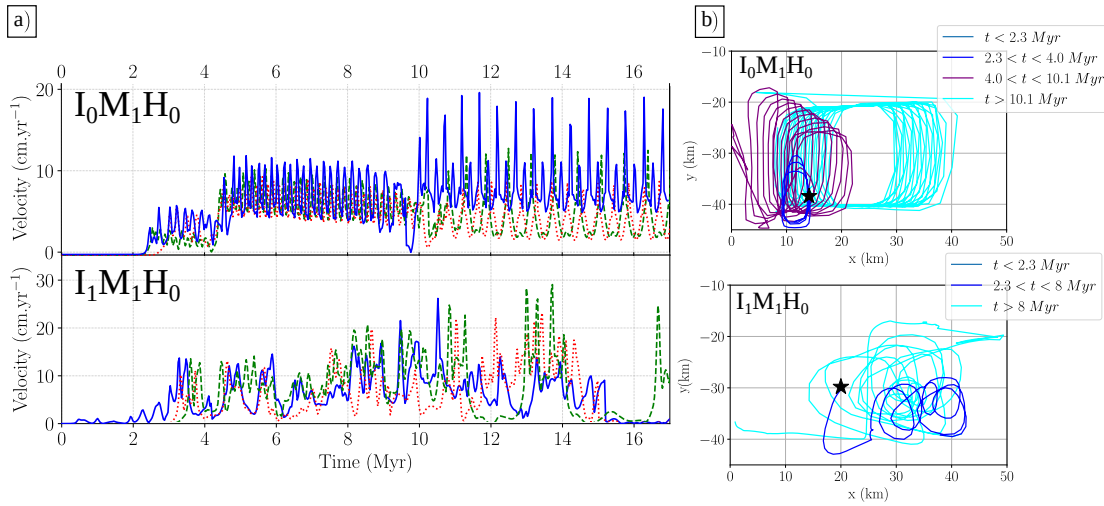 a)
0 2 4 6 8 10 12 14 16
I₀M₁H₀
Velocity (cm.yr⁻¹)
20
10
0
I₁M₁H₀
Velocity (cm.yr⁻¹)
30
20
10
0
0 2 4 6 8 10 12 14 16
Time (Myr)
b)
t < 2.3 Myr
2.3 < t < 4.0 Myr
4.0 < t < 10.1 Myr
t > 10.1 Myr
I₀M₁H₀
y (km)
−10
−20
−30
−40
0 10 20 30 40 50
x (km)
t < 2.3 Myr
2.3 < t < 8 Myr
t > 8 Myr
I₁M₁H₀
y(km)
−10
−20
−30
−40
0 10 20 30 40 50
x (km)